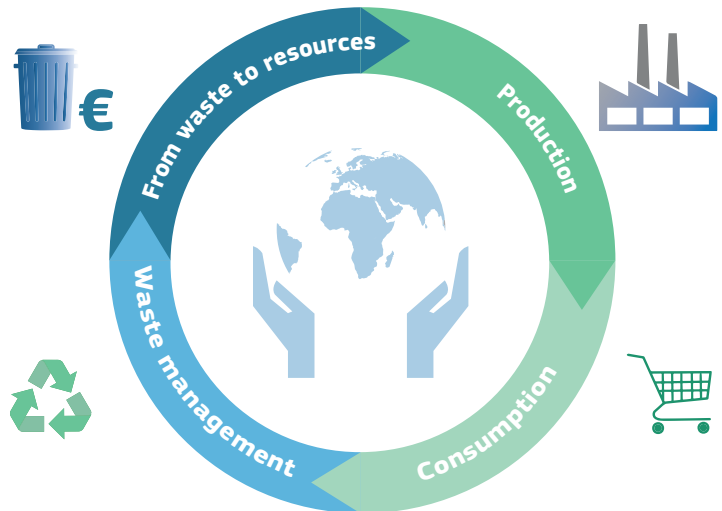 From waste to resources
Production
€
Waste management
Consumption